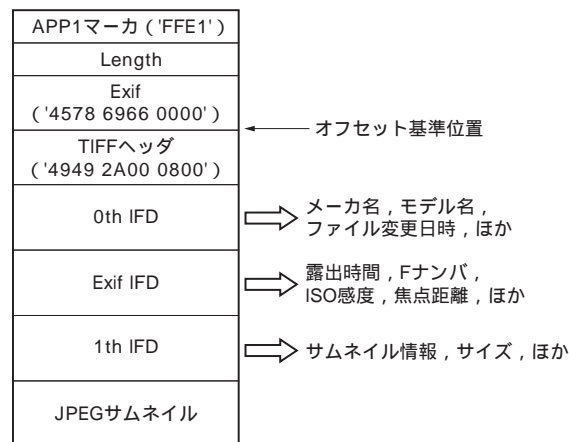 APP1マーカ（'FFE1'）
Length
Exif
（'4578 6966 0000'）
オフセット基準位置
TIFFヘッダ
（'4949 2A00 0800'）
0th IFD
メーカ名，モデル名，
ファイル変更日時，ほか
Exif IFD
露出時間，Fナンバ，
ISO感度，焦点距離，ほか
1th IFD
サムネイル情報，サイズ，ほか
JPEGサムネイル